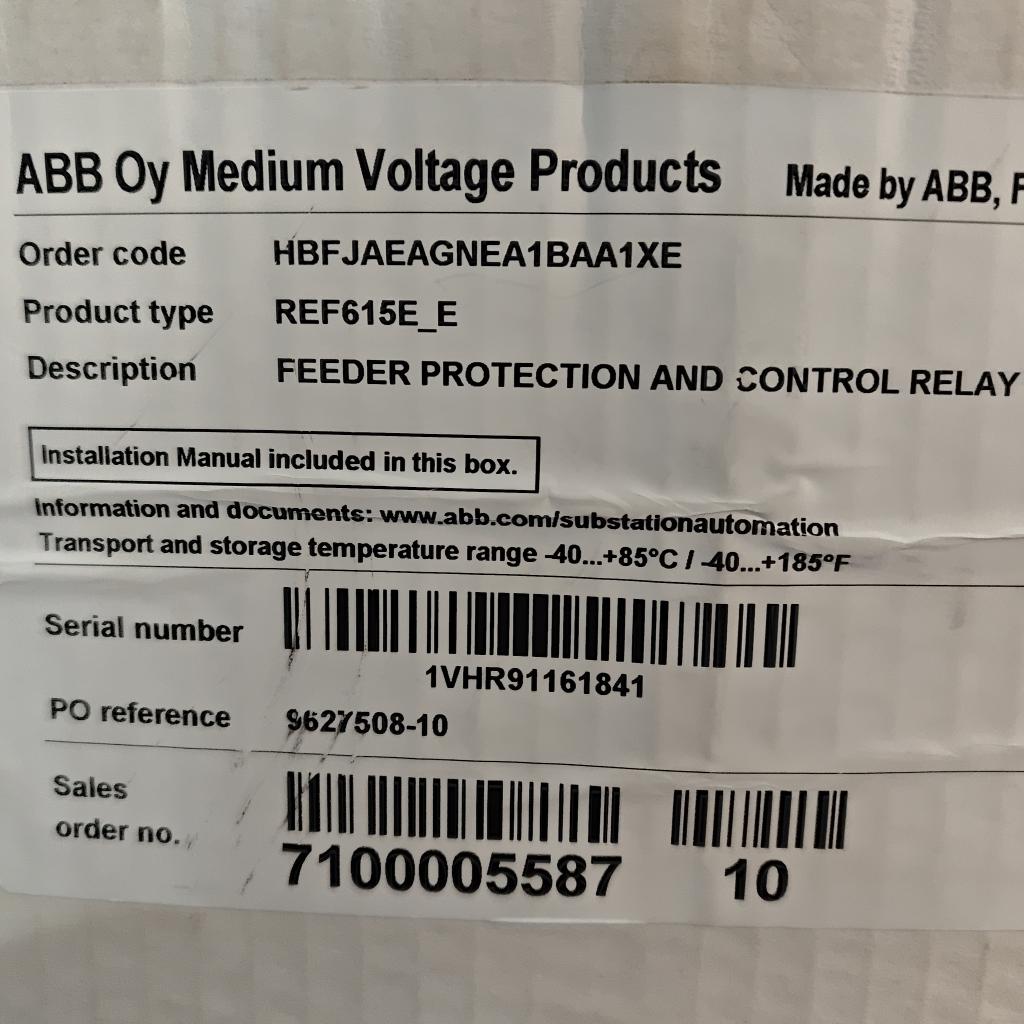 ABB Oy Medium Voltage Products Made by ABB, F
Order code HBFJAEAGNEA1BAA1XE
Product type REF615E_E
Description FEEDER PROTECTION AND CONTROL RELAY
Installation Manual included in this box.
Information and documents: www.abb.com/substationautomation
Transport and storage temperature range -40...+85°C / -40...+185°F
Serial number
1VHR91161841
PO reference 9627508-10
Sales
order no.
7100005587 10